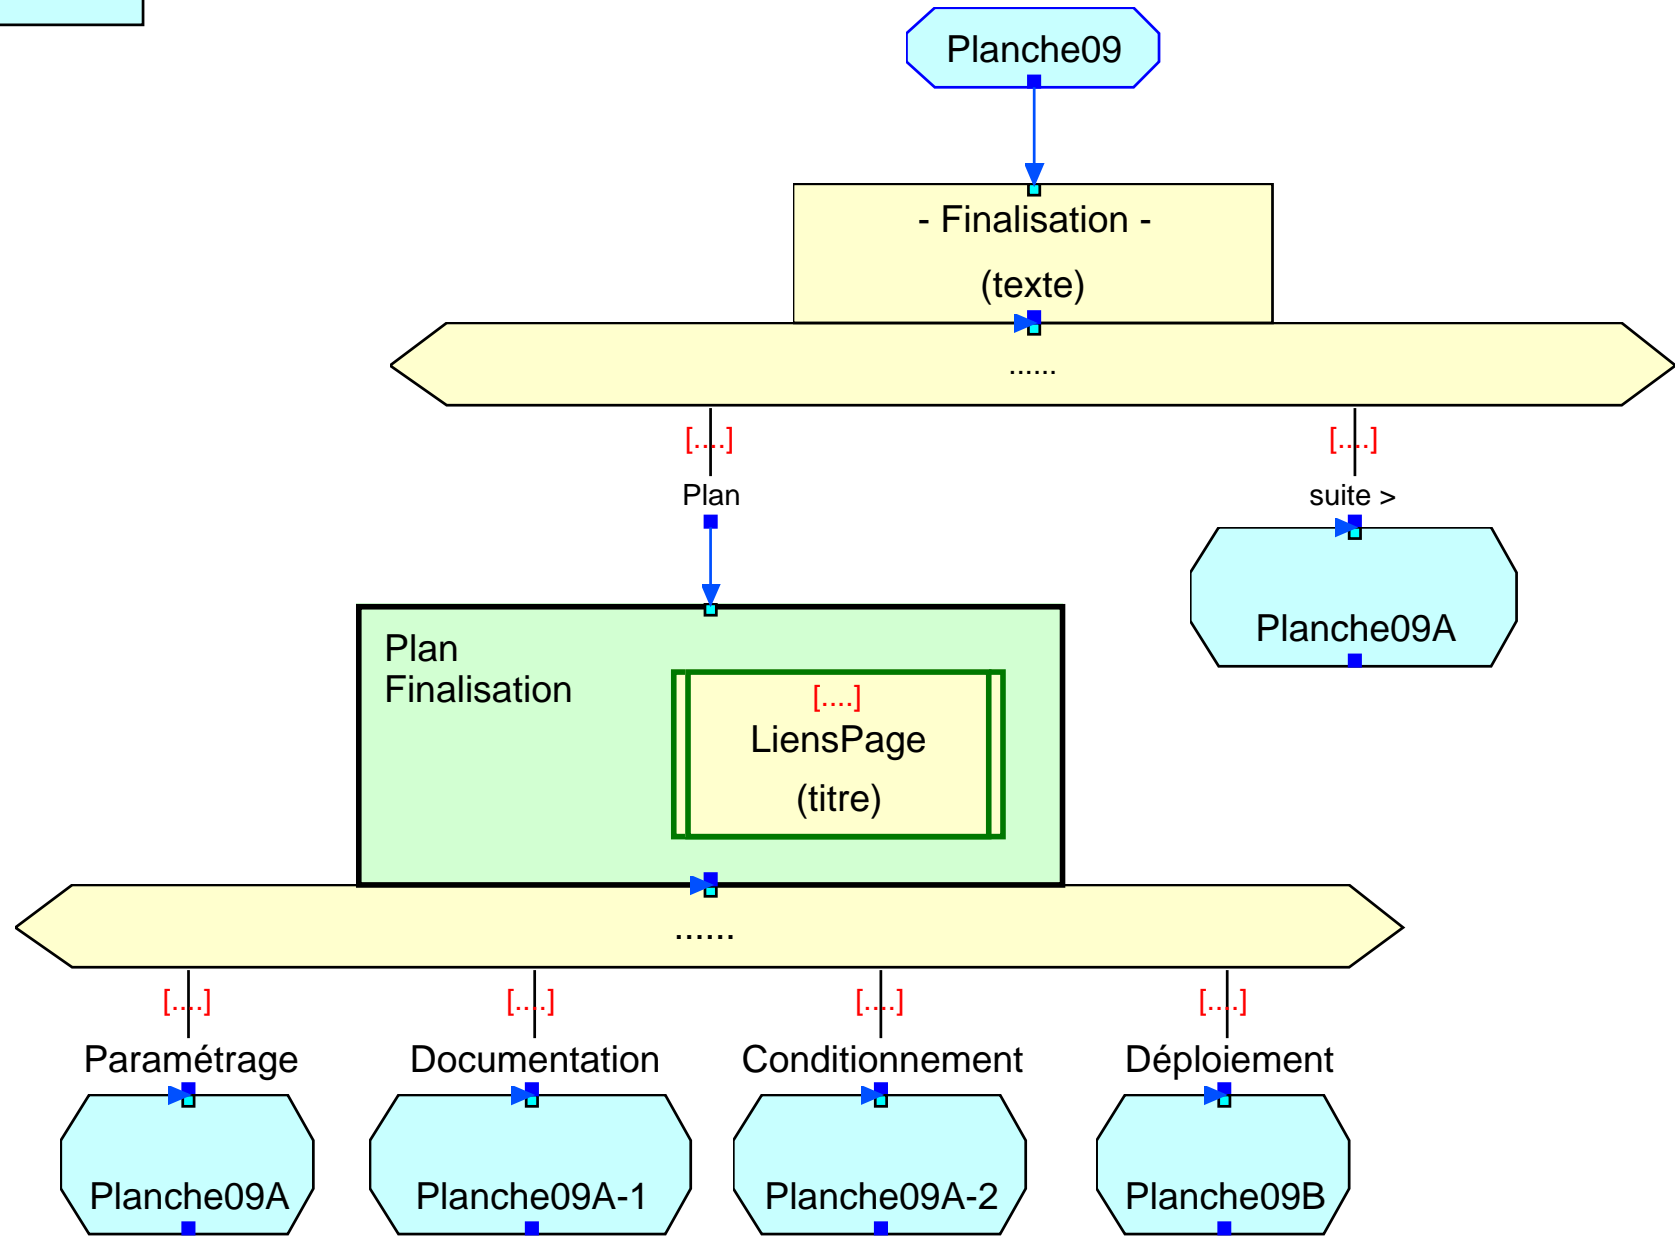 Planche09
- Finalisation -
(texte)
......
[....]
[....]
Plan
suite >
Planche09A
Plan
Finalisation
[....]
LiensPage
(titre)
......
[....]
[....]
[....]
[....]
Paramétrage
Documentation
Conditionnement
Déploiement
Planche09A
Planche09A-1
Planche09A-2
Planche09B